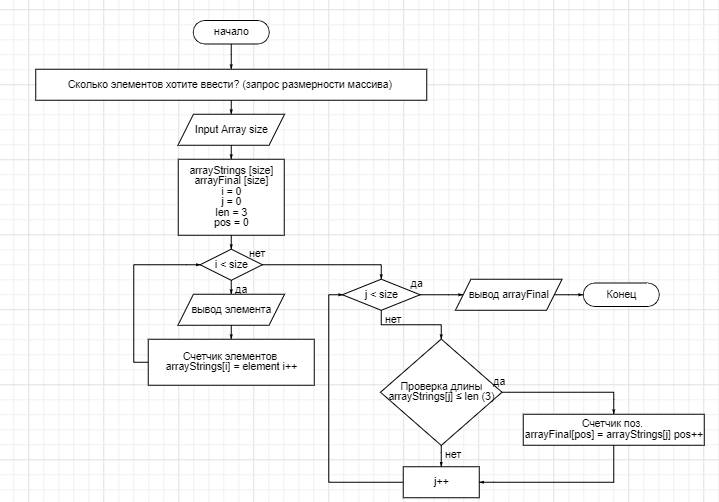 начало
Сколько элементов хотите ввести? (запрос размерности массива)
Input Array size
arrayStrings [size]
arrayFinal [size]
i = 0
j = 0
len = 3
pos = 0
i < size
нет
да
вывод элемента
Счетчик элементов
arrayStrings[i] = element i++
j < size
да
вывод arrayFinal
Конец
нет
Проверка длины
arrayStrings[j] ≤ len (3)
да
Счетчик поз.
arrayFinal[pos] = arrayStrings[j] pos++
нет
j++